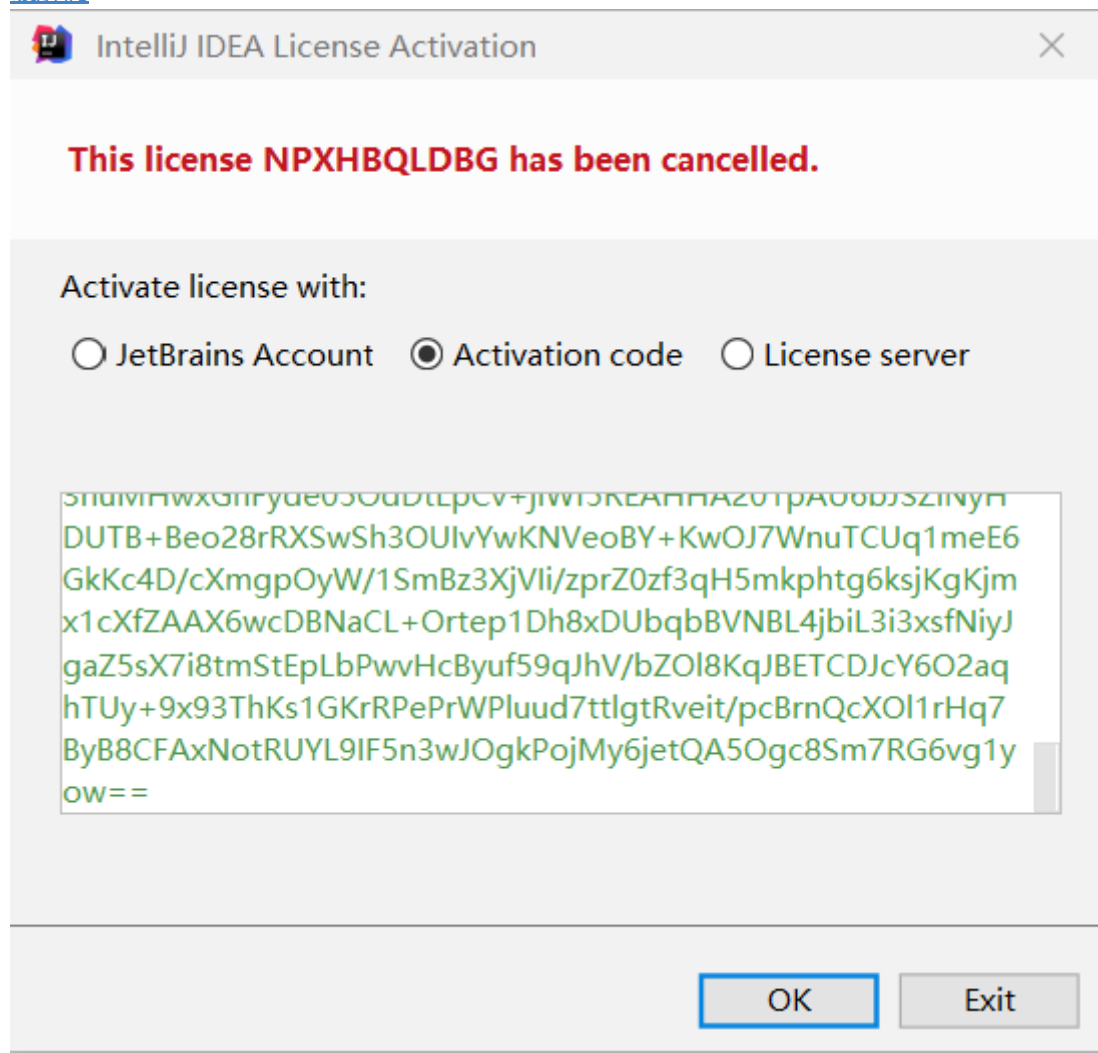 IntelliJ IDEA License Activation
This license NPXHBQLDBG has been cancelled.
Activate license with:
JetBrains Account Activation code License server
DUTB+Beo28rRXSwSh3OUIvYwKNVeoBY+KwOJ7WnuTCUq1meE6
GkKc4D/cXmgpOyW/1SmBz3XjVIi/zprZ0zf3qH5mkphtg6ksjKgKjm
x1cXfZAAX6wcDBNaCL+Ortep1Dh8xDUbqbBVNBL4jbiL3i3xsfNiyJ
gaZ5sX7i8tmStEpLbPwvHcByuf59qJhV/bZOl8KqJBETCDJcY6O2aq
hTUy+9x93ThKs1GKrRPePrWPluud7ttlgtRveit/pcBrnQcXOl1rHq7
ByB8CFAxNotRUYL9IF5n3wJOgkPojMy6jetQA5Ogc8Sm7RG6vg1y
ow==
OK Exit